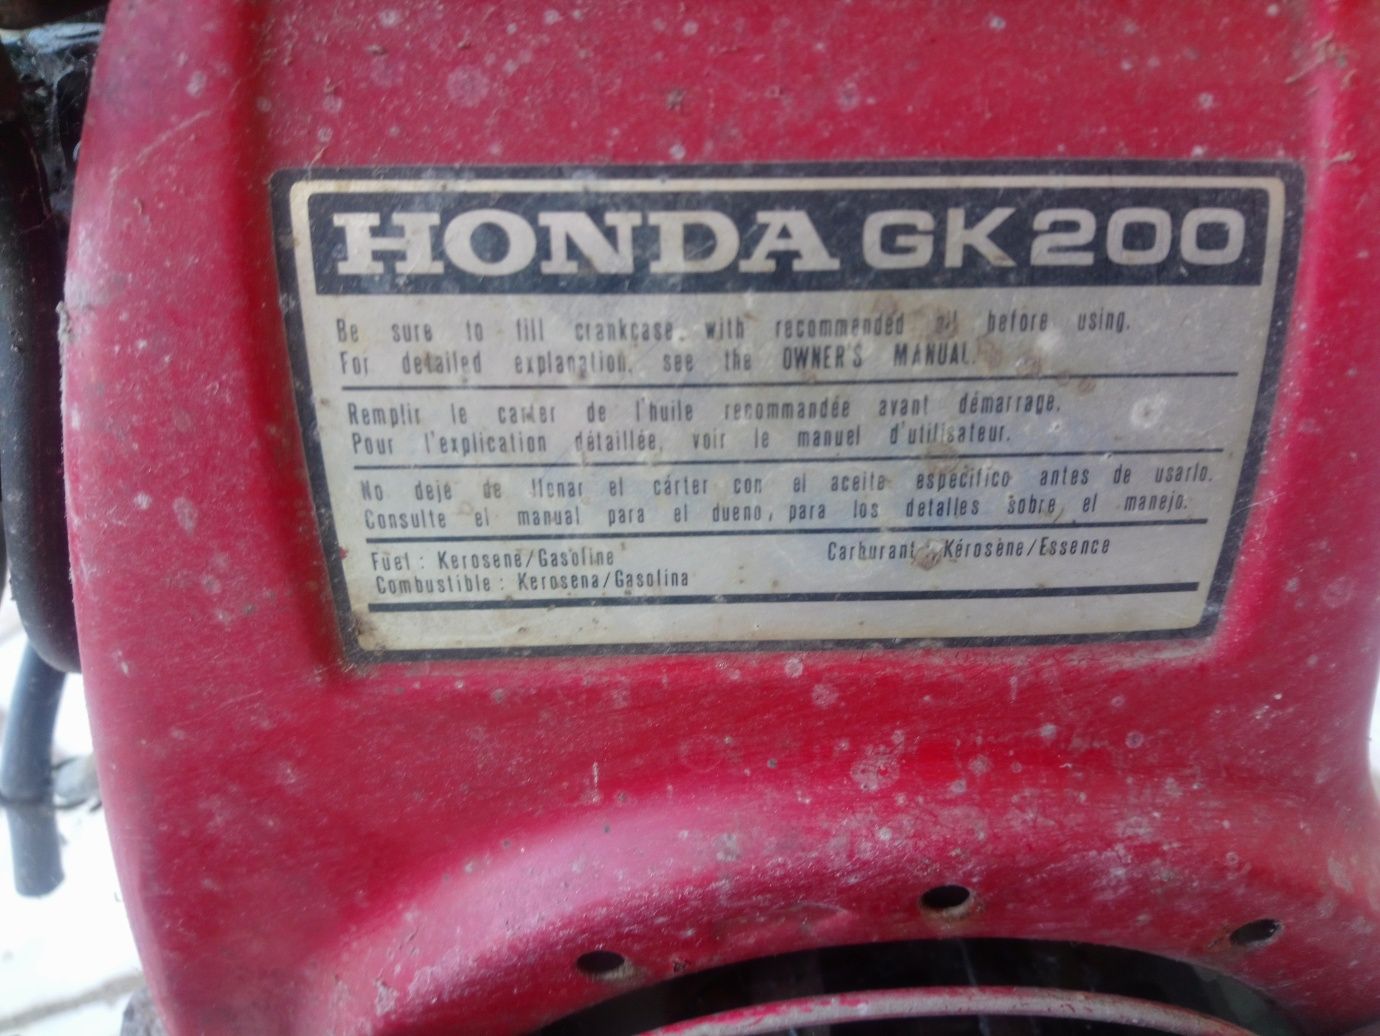 HONDA GK200
Be sure to fill crankcase with recommended oil before using.
For detailed explanation, see the OWNER'S MANUAL.
Remplir le carter de l'huile recommandée avant démarrage.
Pour l'explication détaillée, voir le manuel d'utilisateur.
No deje de llenar el cárter con el aceite especifico antes de usarlo.
Consulte el manual para el dueno, para los detalles sobre el manejo.
Fuel : Kerosene/Gasoline Carburant : Kérosène/Essence
Combustible : Kerosena/Gasolina